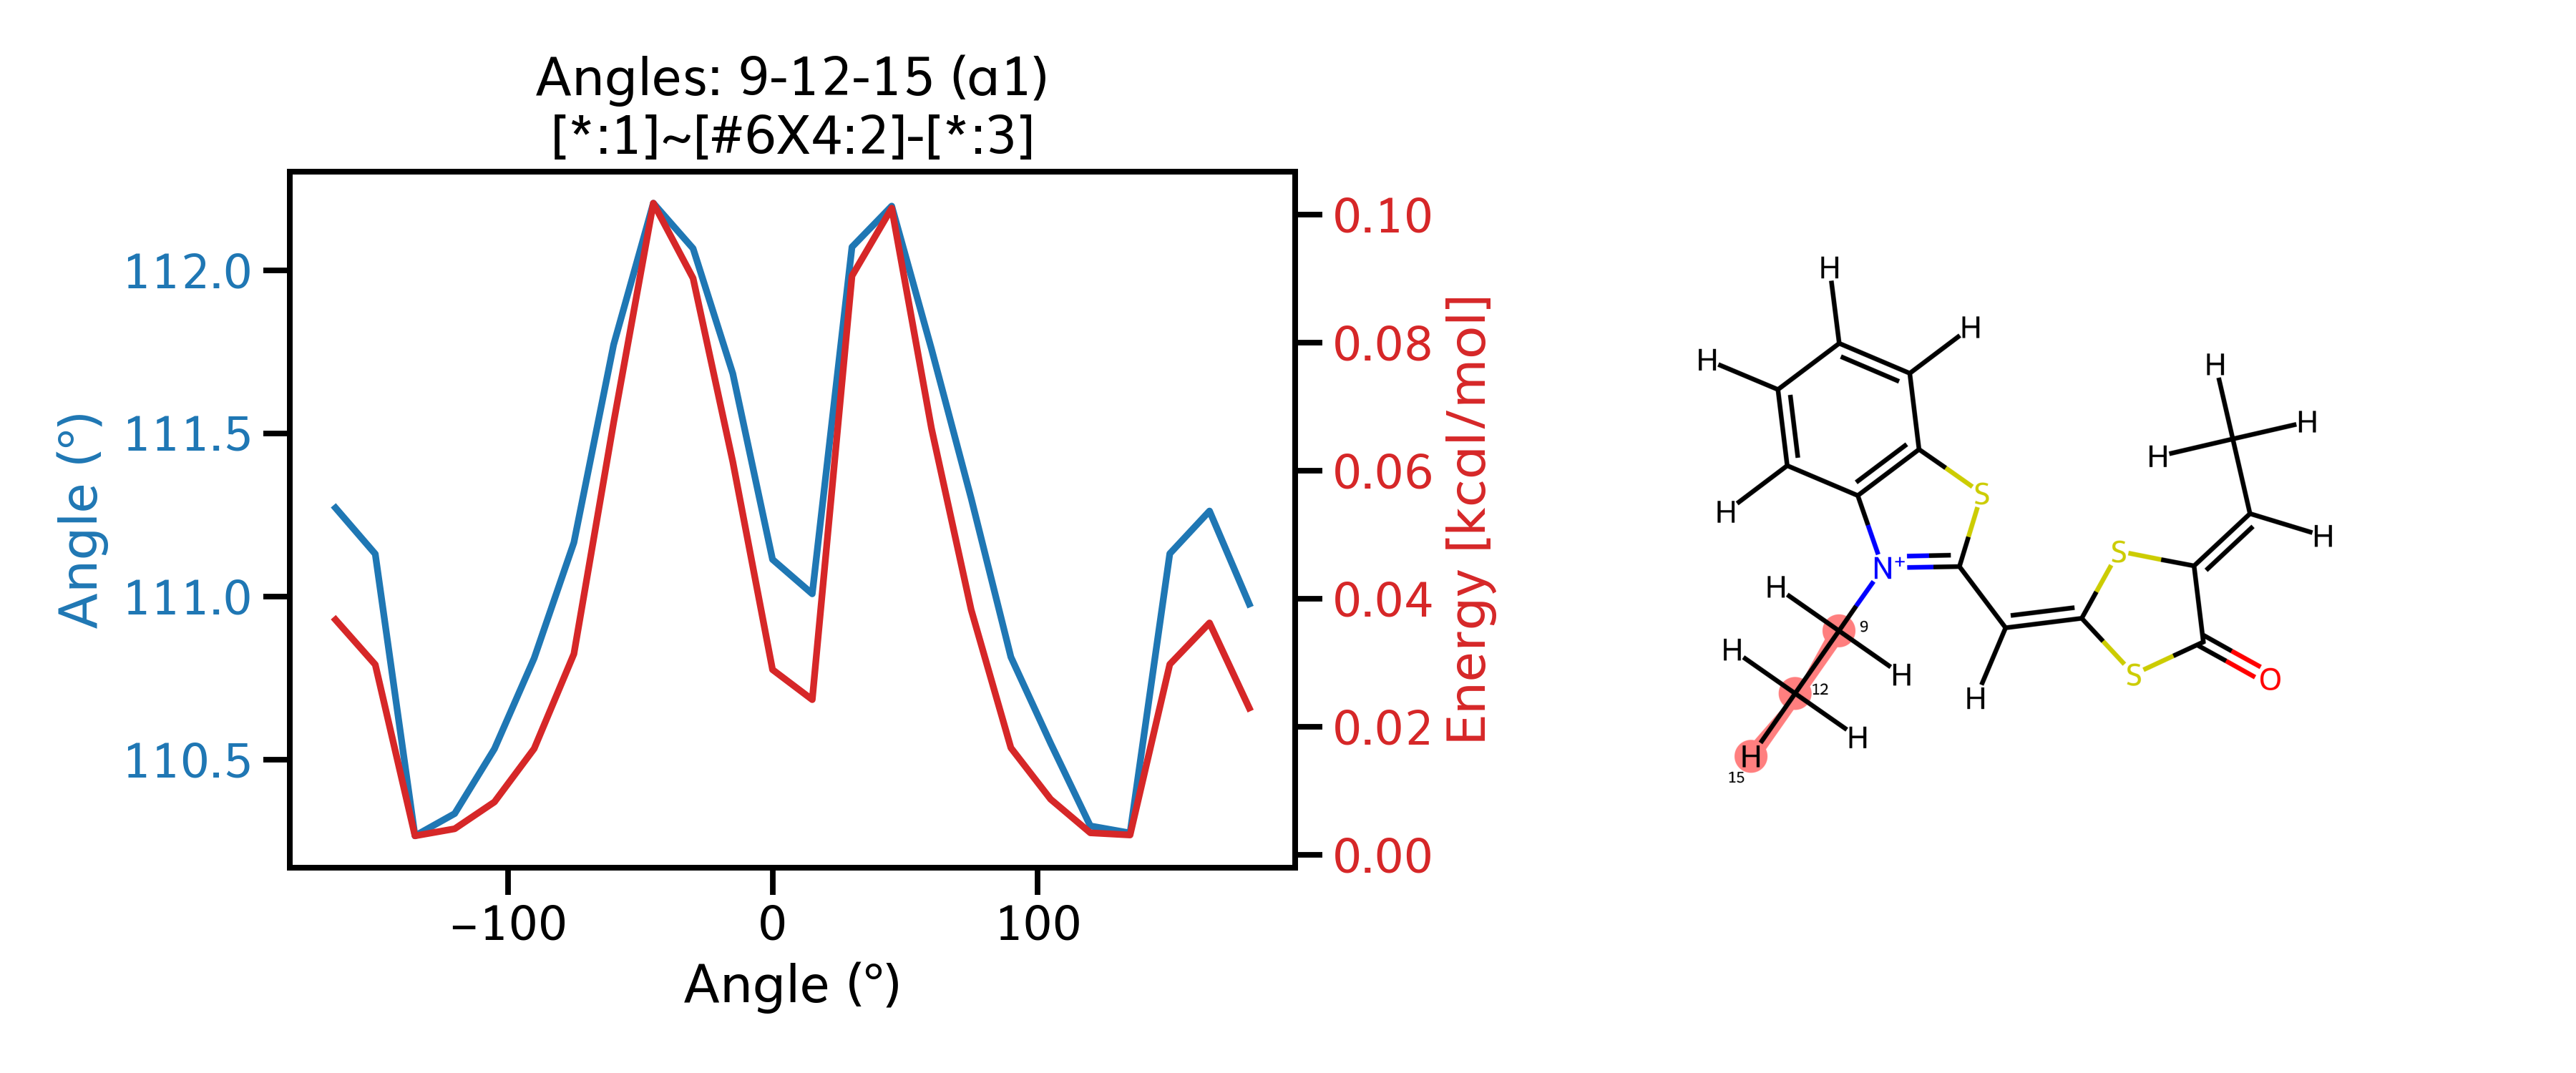 Angles: 9-12-15 (a1)
[*:1]~[#6X4:2]-[*:3]
Angle (°)
112.0
111.5
111.0
110.5
0.10
0.08
0.06
0.04
0.02
0.00
Energy [kcal/mol]
−100
0
100
Angle (°)
H
H
H
H
H
H
H
H
H
S
S
H
N⁺
H
9
H
H
12
H
H
S
O
H
H
15